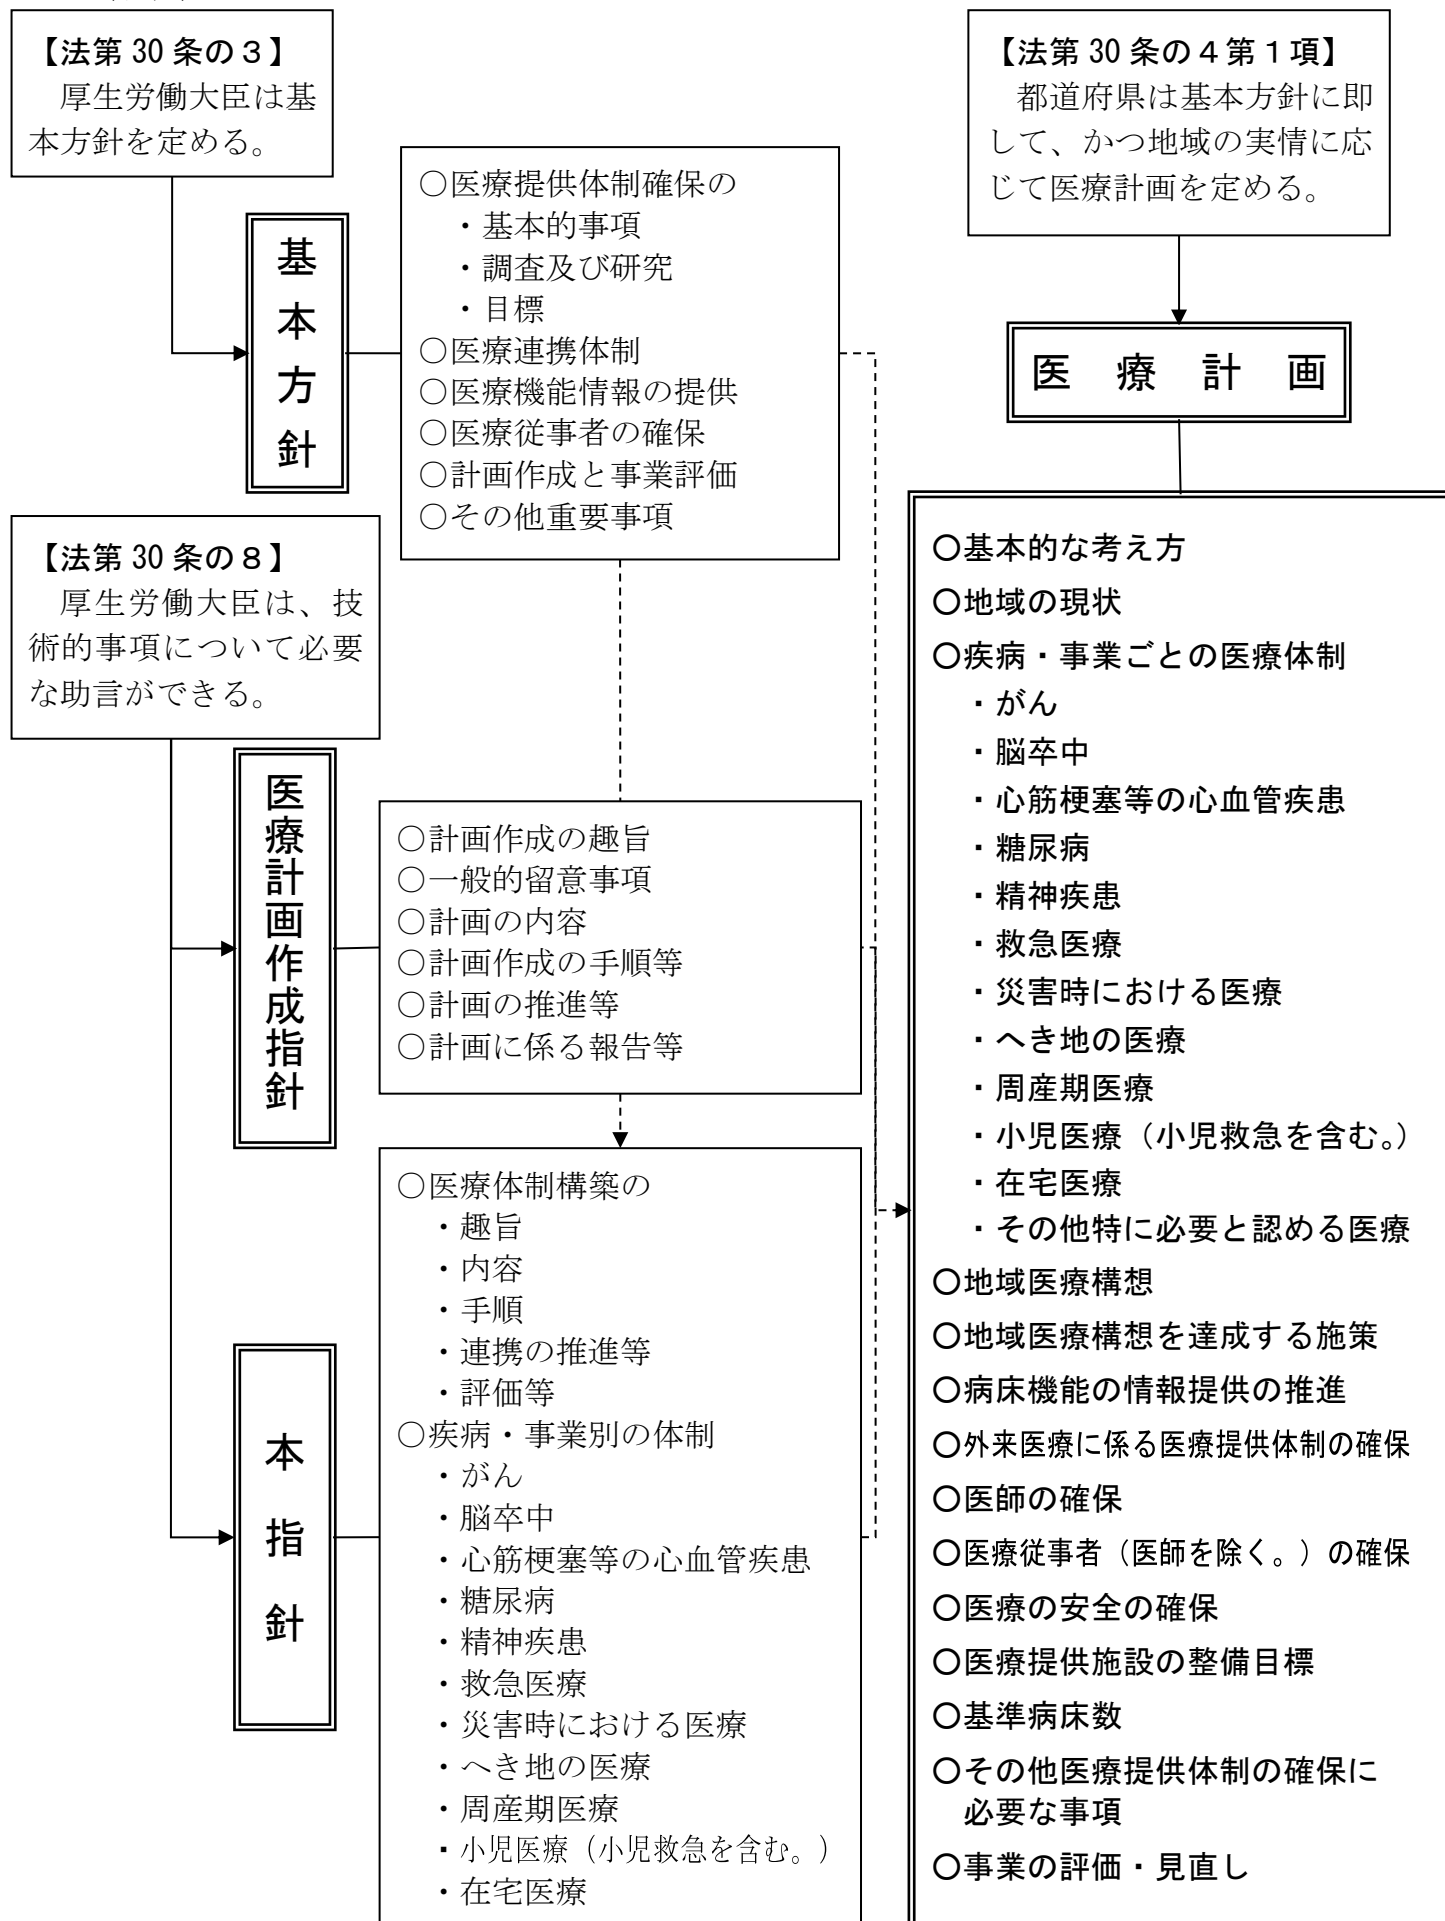 【法第30条の３】
厚生労働大臣は基
本方針を定める。
基本方針
○医療提供体制確保の
・基本的事項
・調査及び研究
・目標
○医療連携体制
○医療機能情報の提供
○医療従事者の確保
○計画作成と事業評価
○その他重要事項
【法第30条の８】
厚生労働大臣は、技
術的事項について必要
な助言ができる。
医療計画作成指針
○計画作成の趣旨
○一般的留意事項
○計画の内容
○計画作成の手順等
○計画の推進等
○計画に係る報告等
本指針
○医療体制構築の
・趣旨
・内容
・手順
・連携の推進等
・評価等
○疾病・事業別の体制
・がん
・脳卒中
・心筋梗塞等の心血管疾患
・糖尿病
・精神疾患
・救急医療
・災害時における医療
・へき地の医療
・周産期医療
・小児医療（小児救急を含む。）
・在宅医療
【法第30条の４第１項】
都道府県は基本方針に即
して、かつ地域の実情に応
じて医療計画を定める。
医療計画
○基本的な考え方
○地域の現状
○疾病・事業ごとの医療体制
・がん
・脳卒中
・心筋梗塞等の心血管疾患
・糖尿病
・精神疾患
・救急医療
・災害時における医療
・へき地の医療
・周産期医療
・小児医療（小児救急を含む。）
・在宅医療
・その他特に必要と認める医療
○地域医療構想
○地域医療構想を達成する施策
○病床機能の情報提供の推進
○外来医療に係る医療提供体制の確保
○医師の確保
○医療従事者（医師を除く。）の確保
○医療の安全の確保
○医療提供施設の整備目標
○基準病床数
○その他医療提供体制の確保に
必要な事項
○事業の評価・見直し